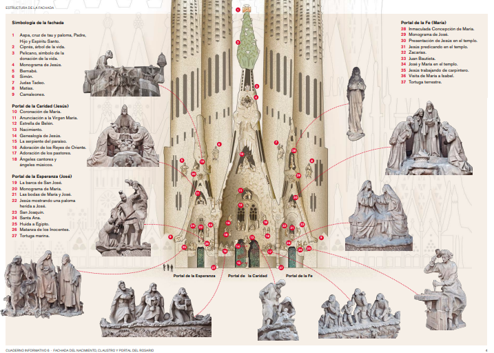 ESTRUCTURA DE LA FACHADA
Simbología de la fachada
1 Aspa, cruz de tau y paloma. Padre,
Hijo y Espíritu Santo.
2 Ciprés, árbol de la vida.
3 Pelícano, símbolo de la
donación de la vida.
4 Monograma de Jesús.
5 Bernabé.
6 Simón.
7 Judas Tadeo.
8 Matías.
9 Camaleones.
Portal de la Caridad (Jesús)
10 Coronación de María.
11 Anunciación a la Virgen María.
12 Estrella de Belén.
13 Nacimiento.
14 Genealogía de Jesús.
15 La serpiente del paraíso.
16 Adoración de los Reyes de Oriente.
17 Adoración de los pastores.
18 Ángeles cantores y
ángeles músicos.
Portal de la Esperanza (José)
19 La barca de San José.
20 Monograma de María.
21 Las bodas de María y José.
22 Jesús mostrando una paloma
herida a José.
23 San Joaquín.
24 Santa Ana.
25 Huida a Egipto.
26 Matanza de los Inocentes.
27 Tortuga marina.
Portal de la Fe (María)
28 Inmaculada Concepción de María.
29 Monograma de José.
30 Presentación de Jesús en el templo.
31 Jesús predicando en el templo.
32 Zacarías.
33 Juan Bautista.
34 José y María en el templo.
35 Jesús trabajando de carpintero.
36 Visita de María a Isabel.
37 Tortuga terrestre.
Portal de la Esperanza
Portal de la Caridad
Portal de la Fe
CUADERNO INFORMATIVO 8 FACHADA DEL NACIMIENTO, CLAUSTRO Y PORTAL DEL ROSARIO